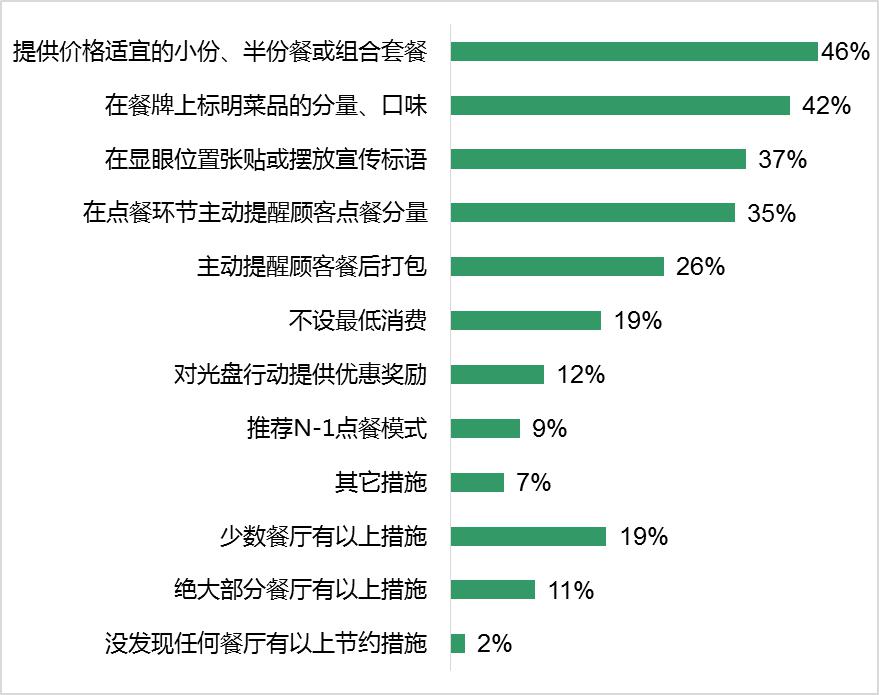 提供价格适宜的小份、半份餐或组合套餐 46%
在餐牌上标明菜品的分量、口味 42%
在显眼位置张贴或摆放宣传标语 37%
在点餐环节主动提醒顾客点餐分量 35%
主动提醒顾客餐后打包 26%
不设最低消费 19%
对光盘行动提供优惠奖励 12%
推荐N-1点餐模式 9%
其它措施 7%
少数餐厅有以上措施 19%
绝大部分餐厅有以上措施 11%
没发现任何餐厅有以上节约措施 2%